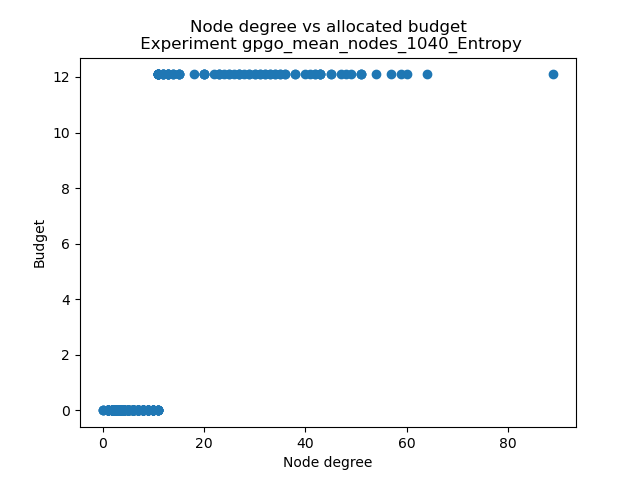 Node degree vs allocated budget
Experiment gpgo_mean_nodes_1040_Entropy
12
10
8
6
4
2
0
Budget
0 20 40 60 80
Node degree